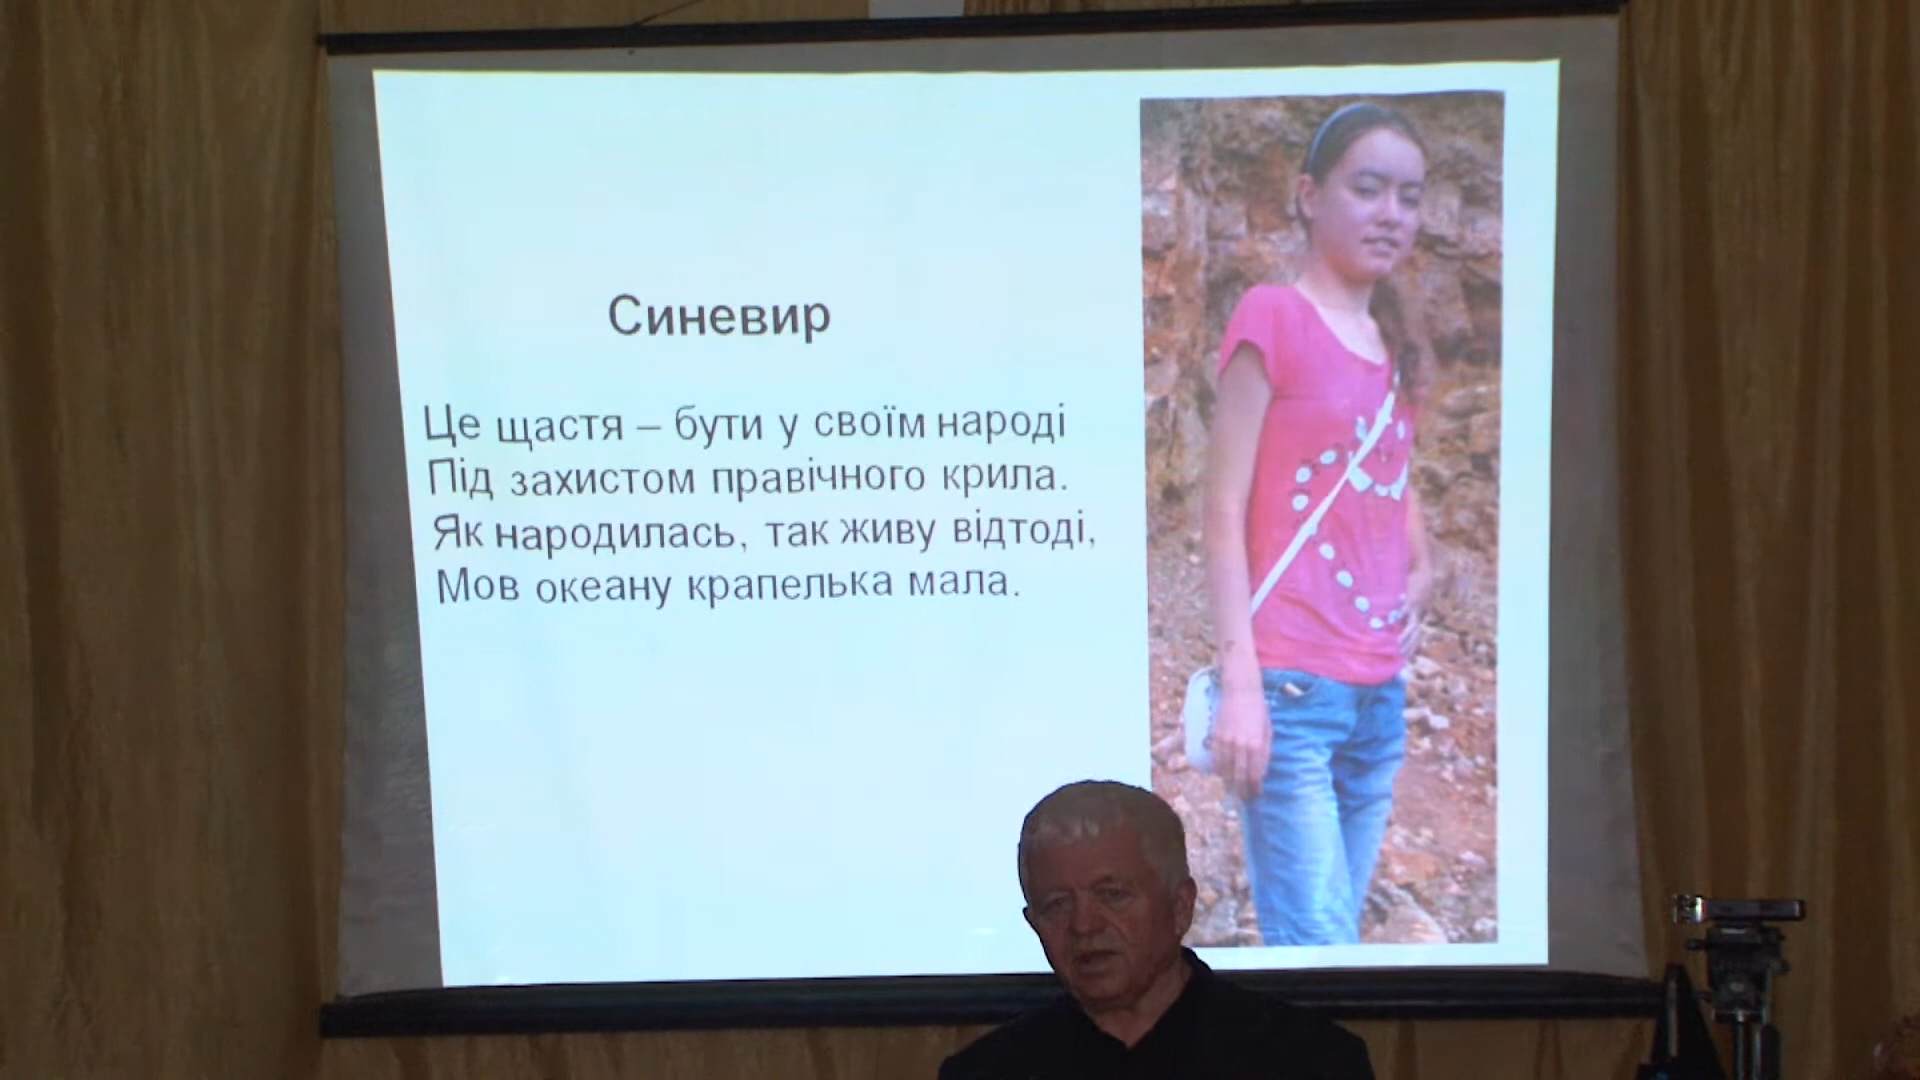 Синевир
Це щастя – бути у своїм народі
Під захистом правічного крила.
Як народилась, так живу відтоді,
Мов океану крапелька мала.